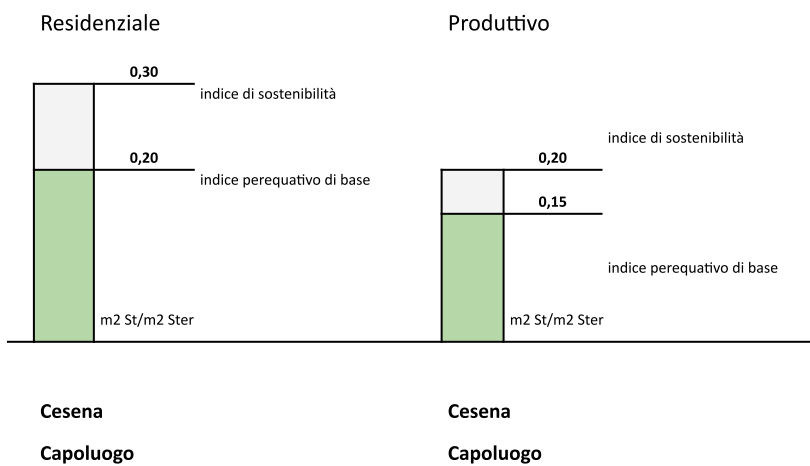 Residenziale
0,30
indice di sostenibilità
0,20
indice perequativo di base
m2 St/m2 Ster
Cesena
Capoluogo
Produttivo
indice di sostenibilità
0,20
0,15
indice perequativo di base
m2 St/m2 Ster
Cesena
Capoluogo